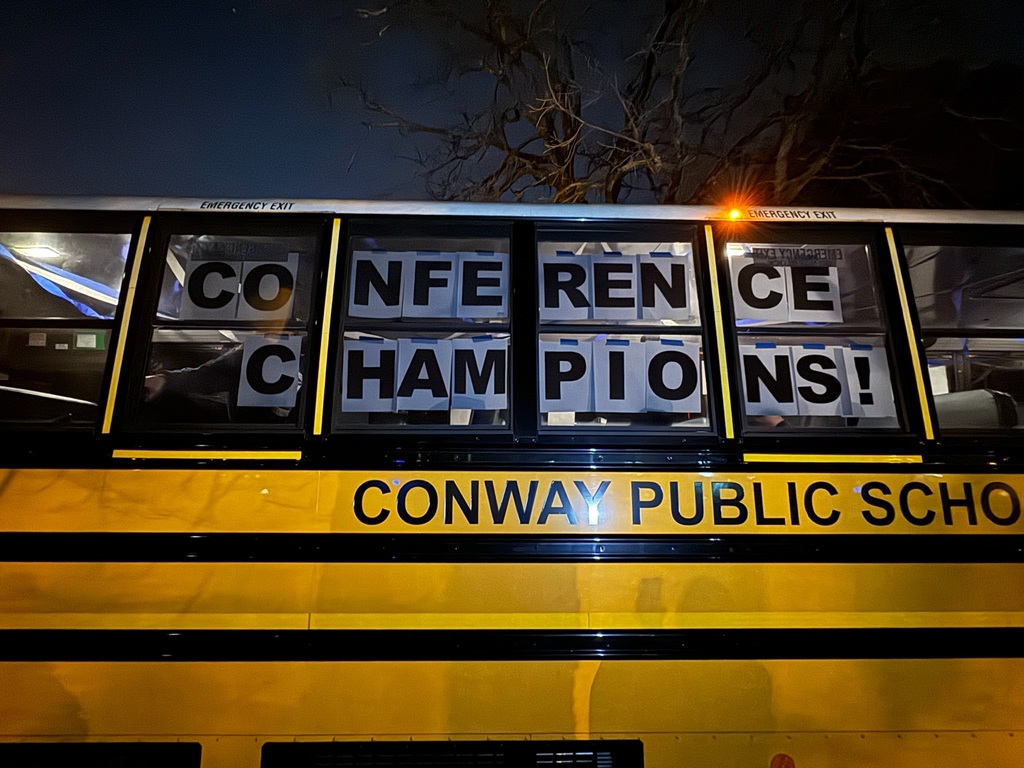 EMERGENCY EXIT
EMERGENCY EXIT
CONFERENCE
CHAMPIONS!
CONWAY PUBLIC SCHO